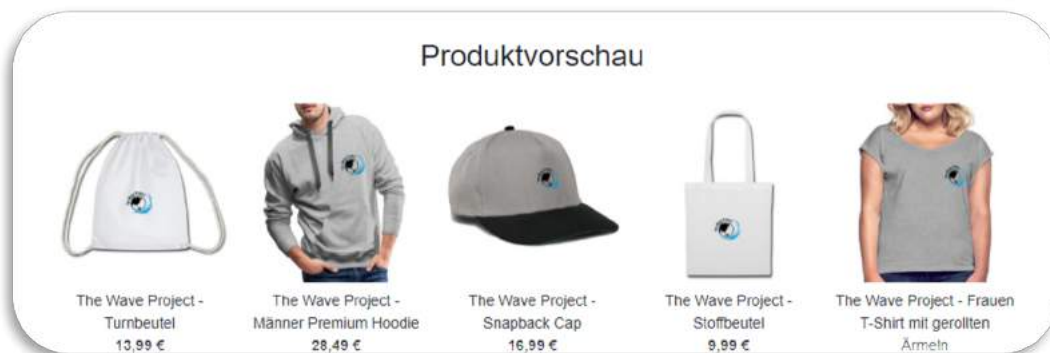 Produktvorschau
The Wave Project -
Turnbeutel
13,99 €
The Wave Project -
Männer Premium Hoodie
28,49 €
The Wave Project -
Snapback Cap
16,99 €
The Wave Project -
Stoffbeutel
9,99 €
The Wave Project - Frauen
T-Shirt mit gerollten
Ärmeln